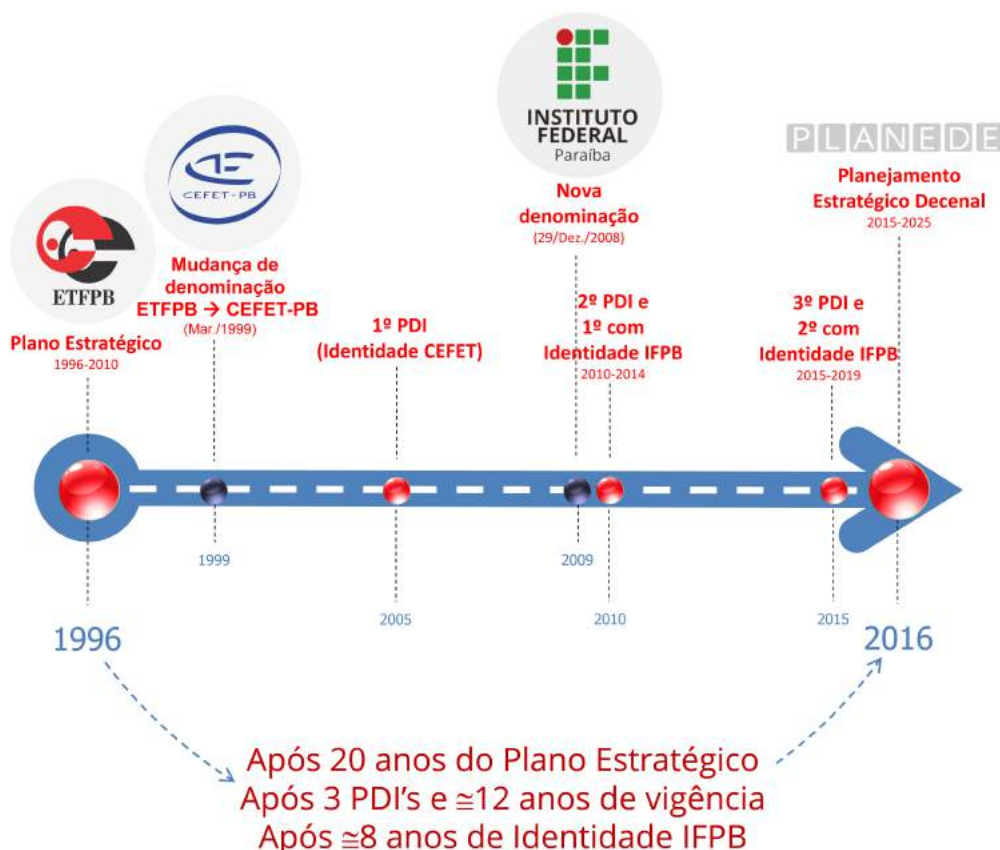 INSTITUTO
FEDERAL
Paraíba
PLANEDE
CEFET-PB
ETFPB
Plano Estratégico
1996-2010
Mudança de
denominação
ETFPB → CEFET-PB
(Mar./1999)
1º PDI
(Identidade CEFET)
Nova
denominação
(29/Dez./2008)
2º PDI e
1º com
Identidade IFPB
2010-2014
3º PDI e
2º com
Identidade IFPB
2015-2019
Planejamento
Estratégico Decenal
2015-2025
1996
1999
2005
2009
2010
2015
2016
Após 20 anos do Plano Estratégico
Após 3 PDI's e ≅12 anos de vigência
Após ≅8 anos de Identidade IFPB